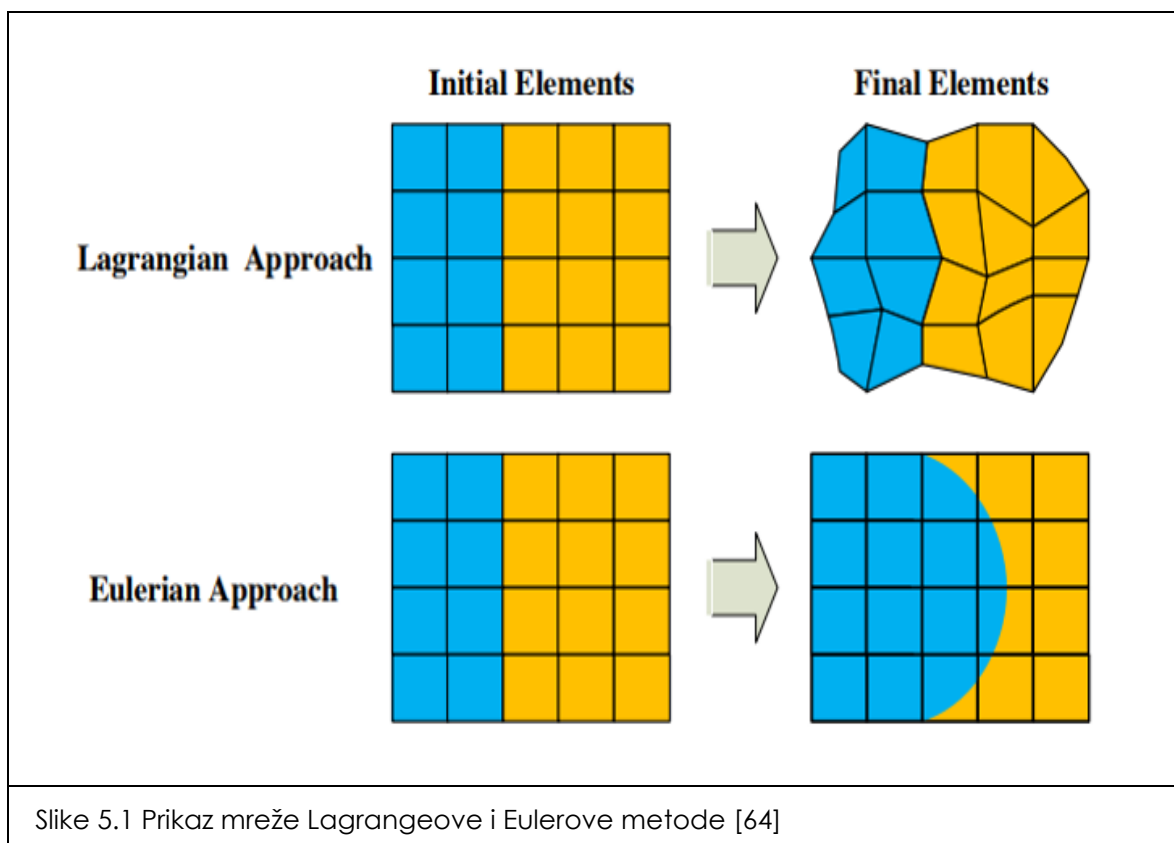 Initial Elements
Final Elements
Lagrangian Approach
Eulerian Approach
Slike 5.1 Prikaz mreže Lagrangeove i Eulerove metode [64]